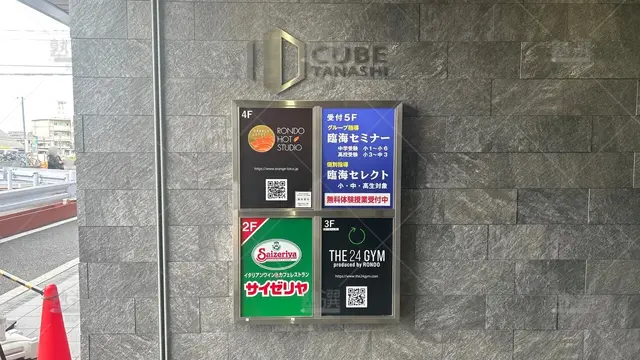 CUBE
TANASHI
4F
RONDO
HOT
STUDIO
受付5F
グループ指導
臨海セミナー
中学受験 小1〜小6
高校受験 小3〜中3
個別指導
臨海セレクト
小・中・高生対象
無料体験授業受付中
2F
Saizeriya
イタリアンワイン&カフェレストラン
サイゼリヤ
3F
THE 24 GYM
produced by RONDO